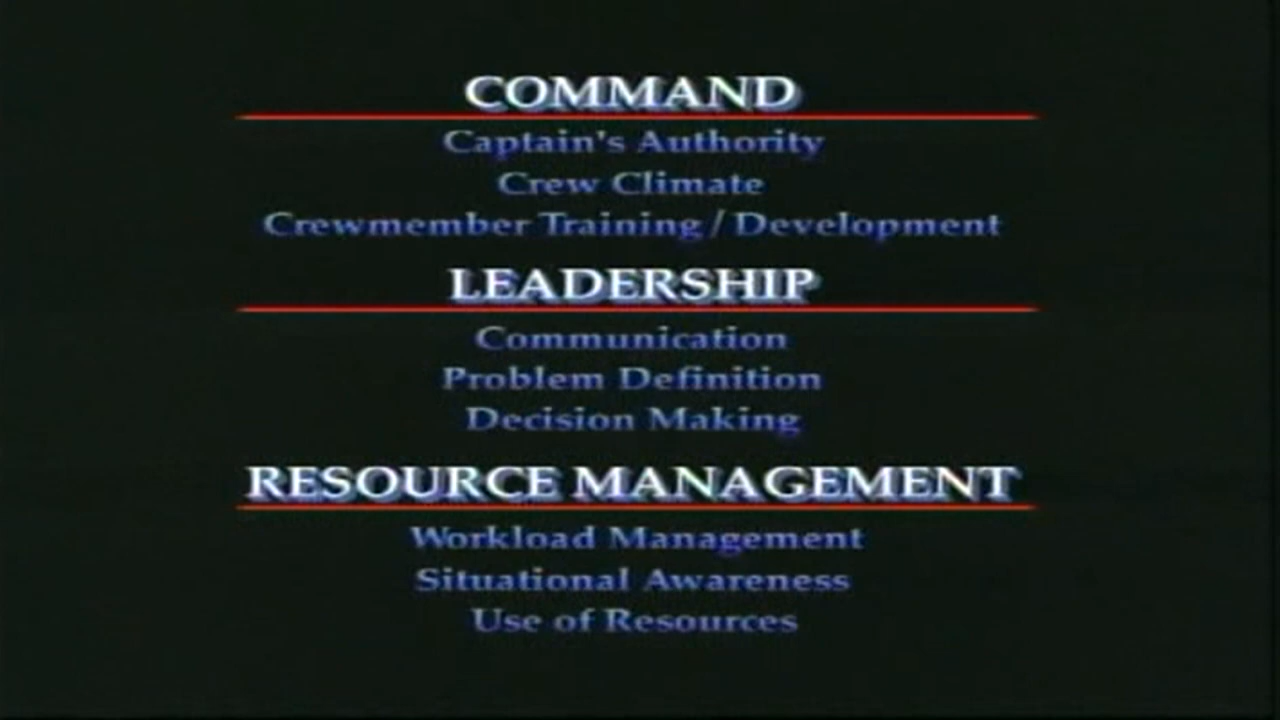 COMMAND
Captain's Authority
Crew Climate
Crewmember Training / Development
LEADERSHIP
Communication
Problem Definition
Decision Making
RESOURCE MANAGEMENT
Workload Management
Situational Awareness
Use of Resources